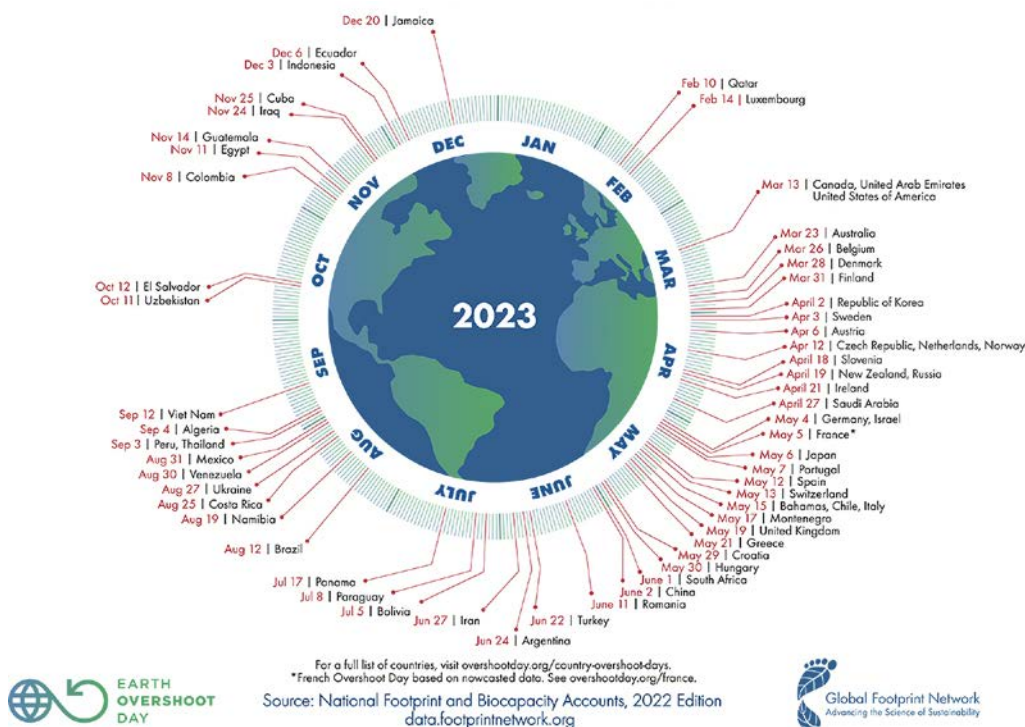 Dec 20 | Jamaica
Dec 6 | Ecuador
Dec 3 | Indonesia
Nov 25 | Cuba
Nov 24 | Iraq
Nov 14 | Guatemala
Nov 11 | Egypt
Nov 8 | Colombia
Oct 12 | El Salvador
Oct 11 | Uzbekistan
Sep 12 | Viet Nam
Sep 4 | Algeria
Sep 3 | Peru, Thailand
Aug 31 | Mexico
Aug 30 | Venezuela
Aug 27 | Ukraine
Aug 25 | Costa Rica
Aug 19 | Namibia
Aug 12 | Brazil
Jul 17 | Panama
Jul 8 | Paraguay
Jul 5 | Bolivia
Jun 27 | Iran
Jun 24 | Argentina
Jun 22 | Turkey
JAN
FEB
MAR
APR
MAY
JUNE
JULY
AUG
SEP
OCT
NOV
DEC
2023
Feb 10 | Qatar
Feb 14 | Luxembourg
Mar 13 | Canada, United Arab Emirates
United States of America
Mar 23 | Australia
Mar 26 | Belgium
Mar 28 | Denmark
Mar 31 | Finland
April 2 | Republic of Korea
Apr 3 | Sweden
Apr 6 | Austria
Apr 12 | Czech Republic, Netherlands, Norway
April 18 | Slovenia
April 19 | New Zealand, Russia
April 21 | Ireland
April 27 | Saudi Arabia
May 4 | Germany, Israel
May 5 | France*
May 6 | Japan
May 7 | Portugal
May 12 | Spain
May 13 | Switzerland
May 15 | Bahamas, Chile, Italy
May 17 | Montenegro
May 19 | United Kingdom
May 21 | Greece
May 29 | Croatia
May 30 | Hungary
June 1 | South Africa
June 2 | China
June 11 | Romania
For a full list of countries, visit overshootday.org/country-overshoot-days.
*French Overshoot Day based on nowcasted data. See overshootday.org/france.
Source: National Footprint and Biocapacity Accounts, 2022 Edition
data.footprintnetwork.org
EARTH
OVERSHOOT
DAY
Global Footprint Network
Advancing the Science of Sustainability